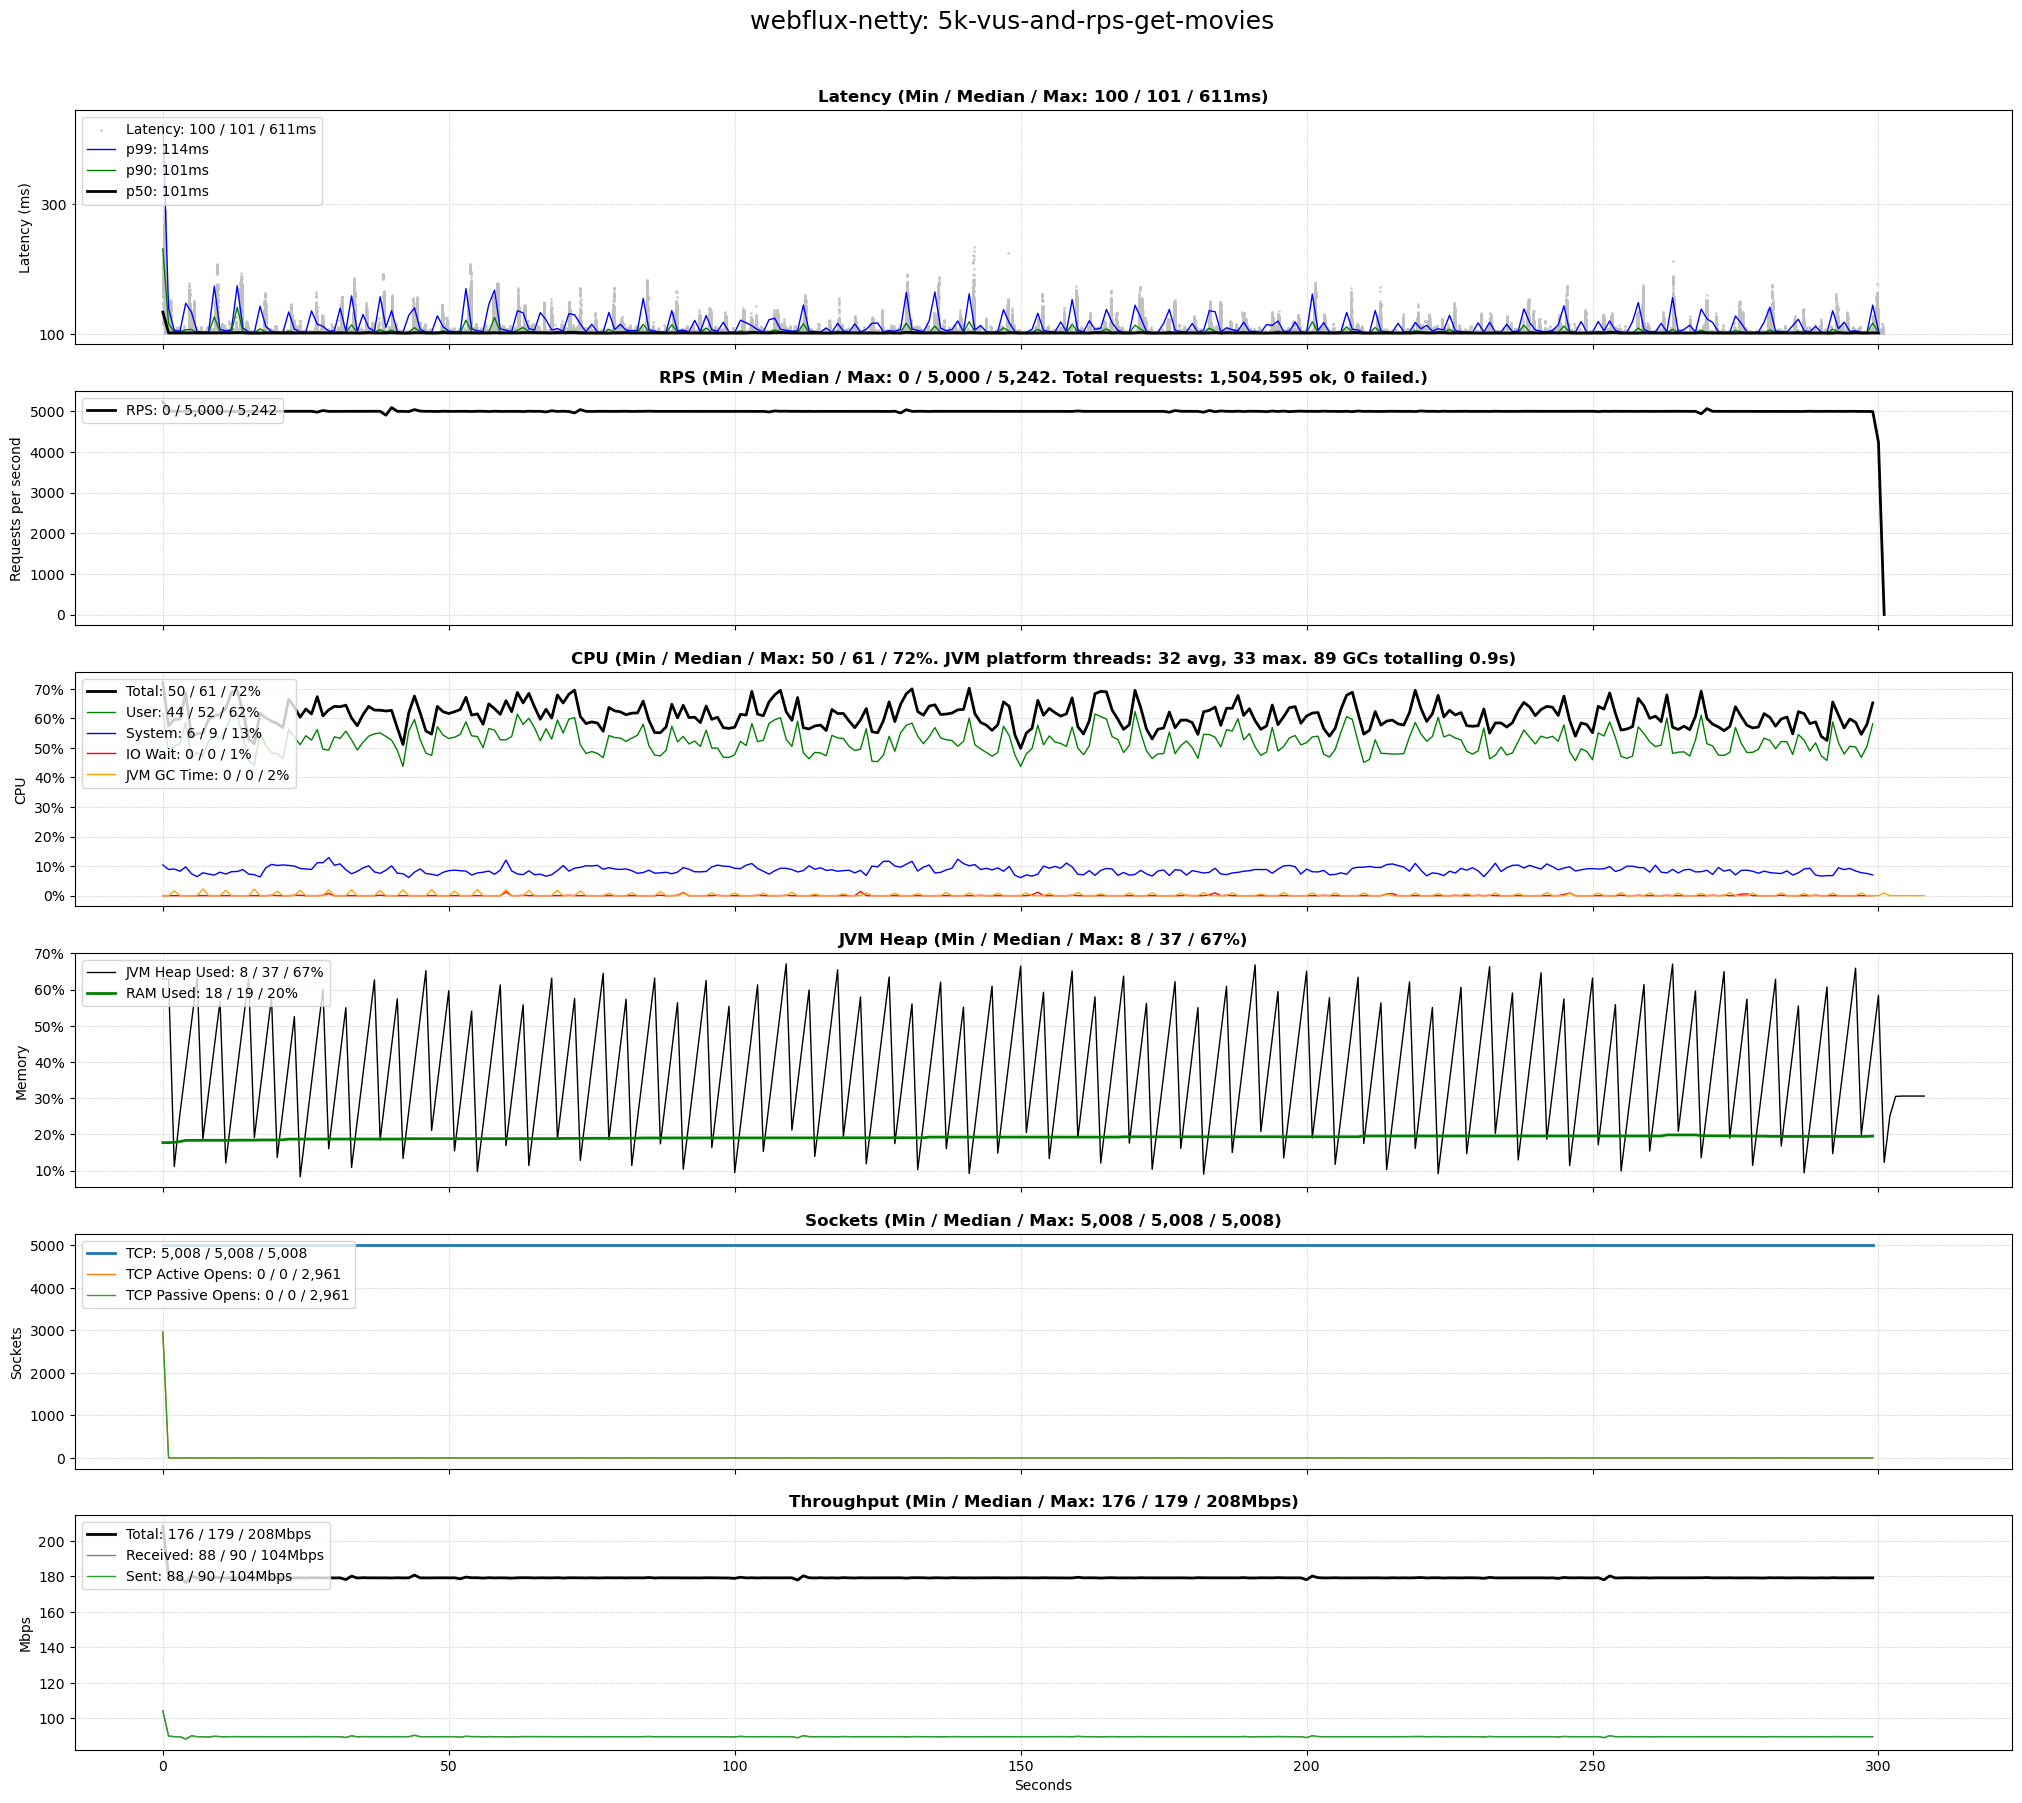 webflux-netty: 5k-vus-and-rps-get-movies
Latency (Min / Median / Max: 100 / 101 / 611ms)
Latency: 100 / 101 / 611ms
p99: 114ms
p90: 101ms
p50: 101ms
Latency (ms)
300
100
RPS (Min / Median / Max: 0 / 5,000 / 5,242. Total requests: 1,504,595 ok, 0 failed.)
RPS: 0 / 5,000 / 5,242
Requests per second
5000
4000
3000
2000
1000
0
CPU (Min / Median / Max: 50 / 61 / 72%. JVM platform threads: 32 avg, 33 max. 89 GCs totalling 0.9s)
Total: 50 / 61 / 72%
User: 44 / 52 / 62%
System: 6 / 9 / 13%
IO Wait: 0 / 0 / 1%
JVM GC Time: 0 / 0 / 2%
CPU
70%
60%
50%
40%
30%
20%
10%
0%
JVM Heap (Min / Median / Max: 8 / 37 / 67%)
JVM Heap Used: 8 / 37 / 67%
RAM Used: 18 / 19 / 20%
Memory
70%
60%
50%
40%
30%
20%
10%
Sockets (Min / Median / Max: 5,008 / 5,008 / 5,008)
TCP: 5,008 / 5,008 / 5,008
TCP Active Opens: 0 / 0 / 2,961
TCP Passive Opens: 0 / 0 / 2,961
Sockets
5000
4000
3000
2000
1000
0
Throughput (Min / Median / Max: 176 / 179 / 208Mbps)
Total: 176 / 179 / 208Mbps
Received: 88 / 90 / 104Mbps
Sent: 88 / 90 / 104Mbps
Mbps
200
180
160
140
120
100
0 50 100 150 200 250 300
Seconds